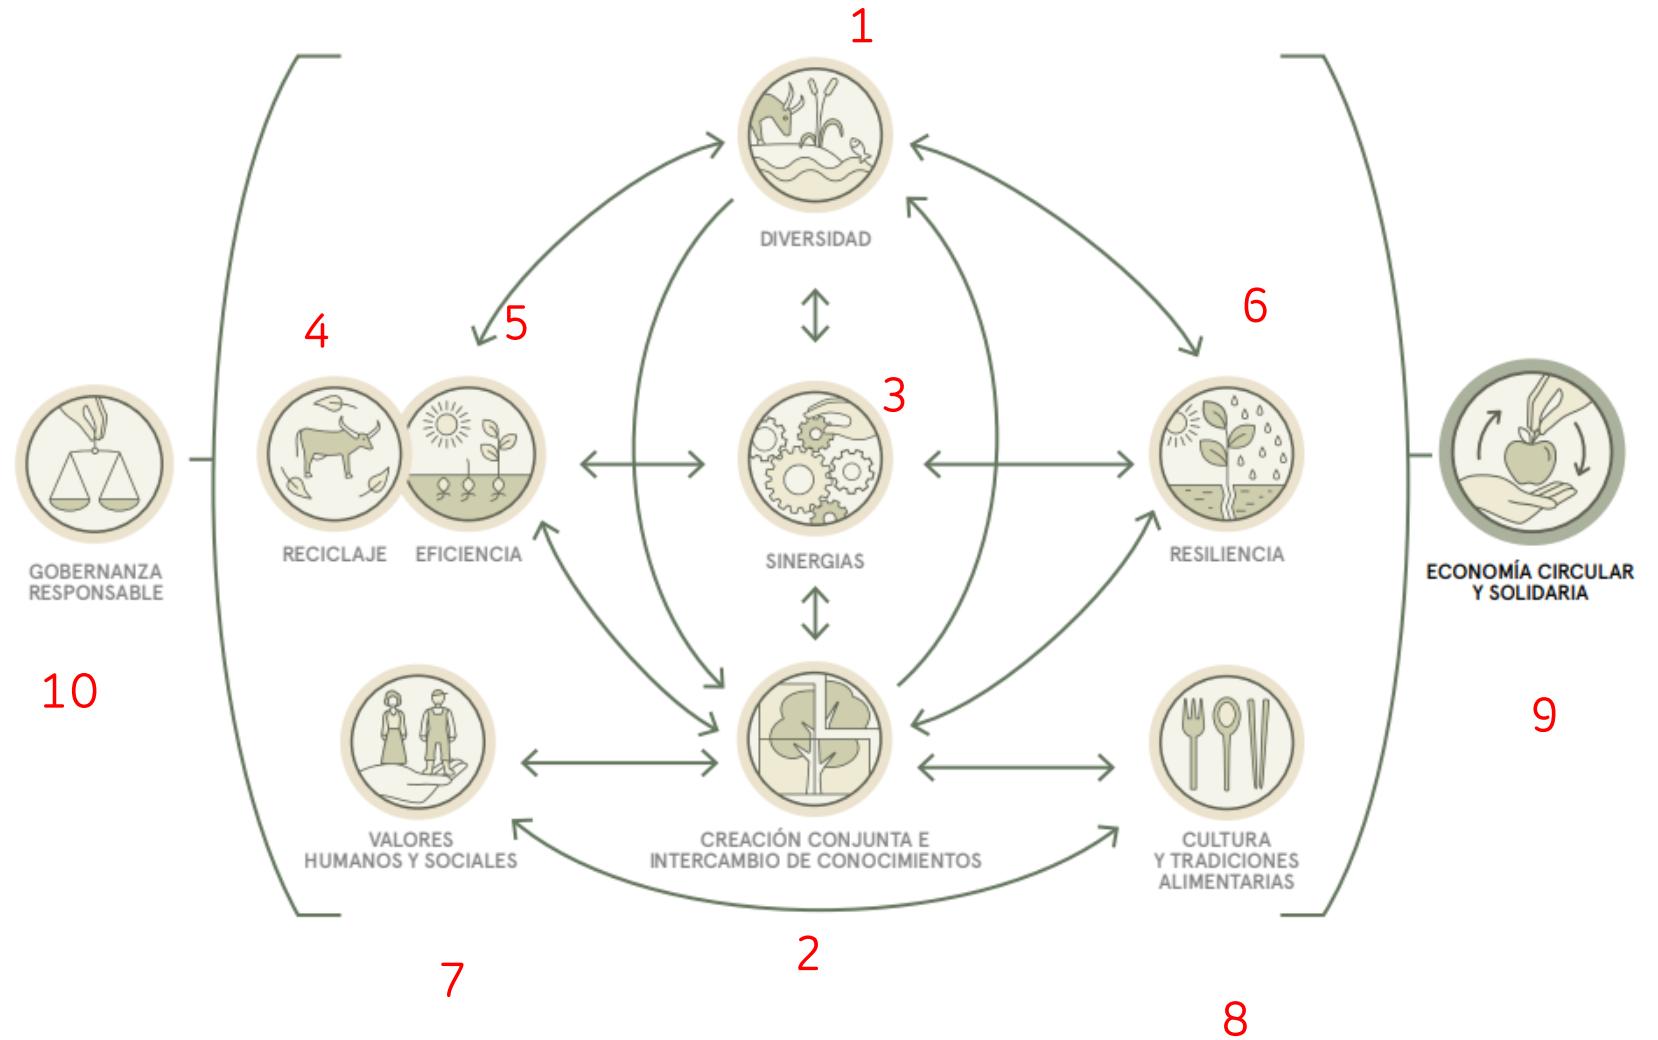 1
DIVERSIDAD
4
5
6
3
RECICLAJE
EFICIENCIA
SINERGIAS
RESILIENCIA
GOBERNANZA
RESPONSABLE
ECONOMÍA CIRCULAR
Y SOLIDARIA
10
9
VALORES
HUMANOS Y SOCIALES
CREACIÓN CONJUNTA E
INTERCAMBIO DE CONOCIMIENTOS
CULTURA
Y TRADICIONES
ALIMENTARIAS
2
7
8